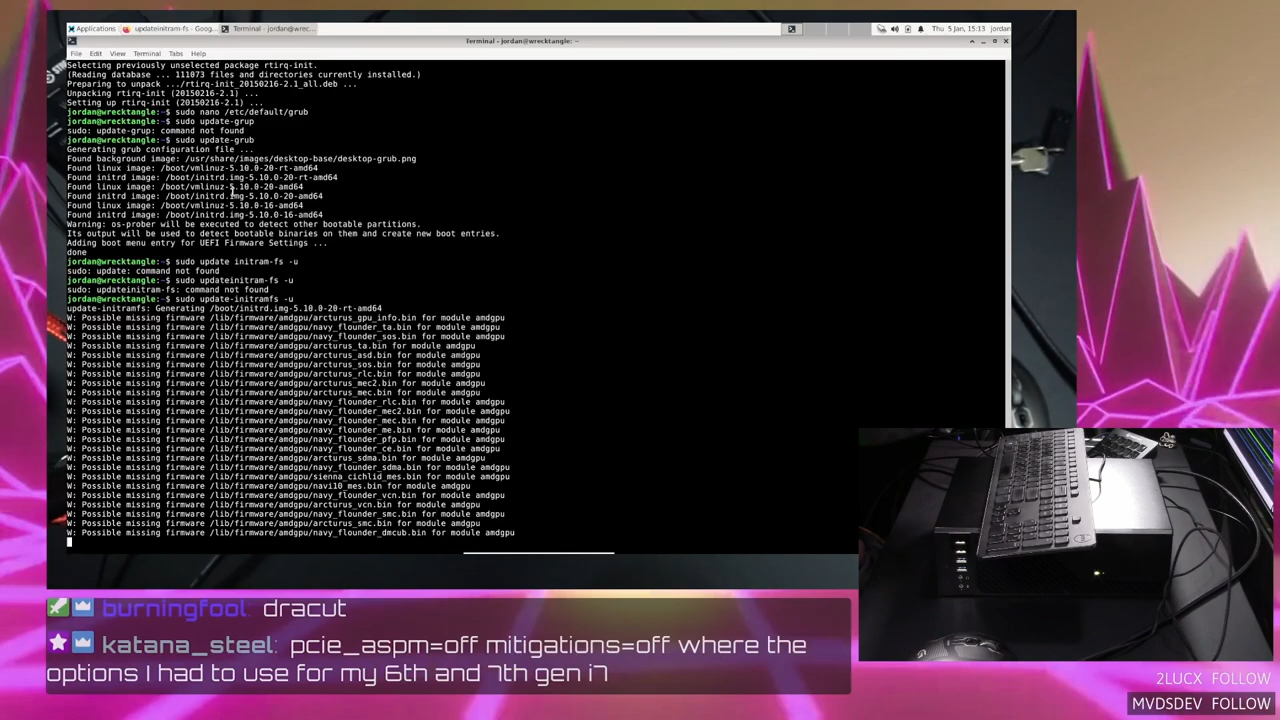 Applications
updateinitram-fs - Goog...
Terminal - jordan@wrec...
Thu 5 Jan, 15:13
jordan
Terminal - jordan@wrecktangle: ~
File Edit View Terminal Tabs Help
Selecting previously unselected package rtirq-init.
(Reading database ... 111073 files and directories currently installed.)
Preparing to unpack .../rtirq-init_20150216-2.1_all.deb ...
Unpacking rtirq-init (20150216-2.1) ...
Setting up rtirq-init (20150216-2.1) ...
jordan@wrecktangle:~$ sudo nano /etc/default/grub
jordan@wrecktangle:~$ sudo update-grup
sudo: update-grup: command not found
jordan@wrecktangle:~$ sudo update-grub
Generating grub configuration file ...
Found background image: /usr/share/images/desktop-base/desktop-grub.png
Found linux image: /boot/vmlinuz-5.10.0-20-rt-amd64
Found initrd image: /boot/initrd.img-5.10.0-20-rt-amd64
Found linux image: /boot/vmlinuz-5.10.0-20-amd64
Found initrd image: /boot/initrd.img-5.10.0-20-amd64
Found linux image: /boot/vmlinuz-5.10.0-16-amd64
Found initrd image: /boot/initrd.img-5.10.0-16-amd64
Warning: os-prober will be executed to detect other bootable partitions.
Its output will be used to detect bootable binaries on them and create new boot entries.
Adding boot menu entry for UEFI Firmware Settings ...
done
jordan@wrecktangle:~$ sudo update initram-fs -u
sudo: update: command not found
jordan@wrecktangle:~$ sudo updateinitram-fs -u
sudo: updateinitram-fs: command not found
jordan@wrecktangle:~$ sudo update-initramfs -u
update-initramfs: Generating /boot/initrd.img-5.10.0-20-rt-amd64
W: Possible missing firmware /lib/firmware/amdgpu/arcturus_gpu_info.bin for module amdgpu
W: Possible missing firmware /lib/firmware/amdgpu/navy_flounder_ta.bin for module amdgpu
W: Possible missing firmware /lib/firmware/amdgpu/navy_flounder_sos.bin for module amdgpu
W: Possible missing firmware /lib/firmware/amdgpu/arcturus_ta.bin for module amdgpu
W: Possible missing firmware /lib/firmware/amdgpu/arcturus_asd.bin for module amdgpu
W: Possible missing firmware /lib/firmware/amdgpu/arcturus_sos.bin for module amdgpu
W: Possible missing firmware /lib/firmware/amdgpu/arcturus_rlc.bin for module amdgpu
W: Possible missing firmware /lib/firmware/amdgpu/arcturus_mec2.bin for module amdgpu
W: Possible missing firmware /lib/firmware/amdgpu/arcturus_mec.bin for module amdgpu
W: Possible missing firmware /lib/firmware/amdgpu/navy_flounder_rlc.bin for module amdgpu
W: Possible missing firmware /lib/firmware/amdgpu/navy_flounder_mec2.bin for module amdgpu
W: Possible missing firmware /lib/firmware/amdgpu/navy_flounder_mec.bin for module amdgpu
W: Possible missing firmware /lib/firmware/amdgpu/navy_flounder_me.bin for module amdgpu
W: Possible missing firmware /lib/firmware/amdgpu/navy_flounder_pfp.bin for module amdgpu
W: Possible missing firmware /lib/firmware/amdgpu/navy_flounder_ce.bin for module amdgpu
W: Possible missing firmware /lib/firmware/amdgpu/arcturus_sdma.bin for module amdgpu
W: Possible missing firmware /lib/firmware/amdgpu/navy_flounder_sdma.bin for module amdgpu
W: Possible missing firmware /lib/firmware/amdgpu/sienna_cichlid_mes.bin for module amdgpu
W: Possible missing firmware /lib/firmware/amdgpu/navi10_mes.bin for module amdgpu
W: Possible missing firmware /lib/firmware/amdgpu/navy_flounder_vcn.bin for module amdgpu
W: Possible missing firmware /lib/firmware/amdgpu/arcturus_vcn.bin for module amdgpu
W: Possible missing firmware /lib/firmware/amdgpu/navy_flounder_smc.bin for module amdgpu
W: Possible missing firmware /lib/firmware/amdgpu/arcturus_smc.bin for module amdgpu
W: Possible missing firmware /lib/firmware/amdgpu/navy_flounder_dmcub.bin for module amdgpu
burningfool: dracut
katana_steel: pcie_aspm=off mitigations=off where the
options I had to use for my 6th and 7th gen i7
2LUCX FOLLOW
MVDSDEV FOLLOW